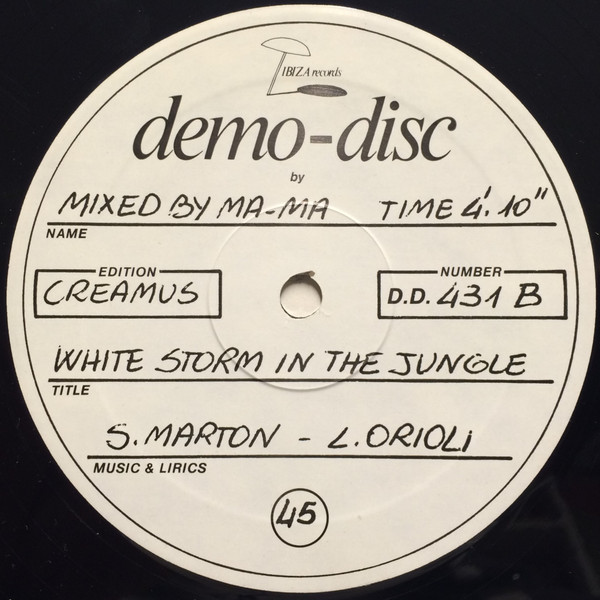 IBIZA records
demo-disc
by
MIXED BY MA-MA TIME 4'.10"
NAME
EDITION
CREAMUS
NUMBER
D.D. 431 B
WHITE STORM IN THE JUNGLE
TITLE
S. MARTON - L. ORIOLI
MUSIC & LIRICS
45